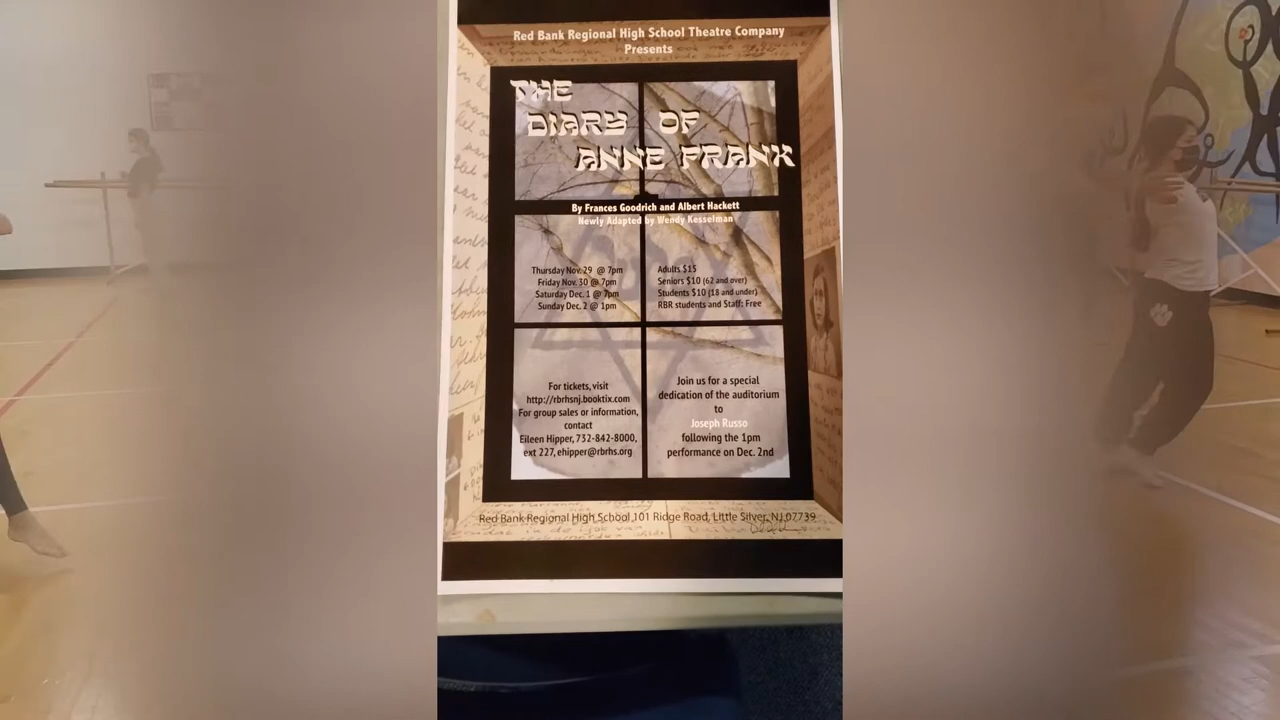 Red Bank Regional High School Theatre Company
Presents
THE
DIARY OF
ANNE FRANK
By Frances Goodrich and Albert Hackett
Newly Adapted by Wendy Kesselman
Thursday Nov. 29 @ 7pm
Friday Nov. 30 @ 7pm
Saturday Dec. 1 @ 7pm
Sunday Dec. 2 @ 1pm
Adults $15
Seniors $10 (62 and over)
Students $10 (18 and under)
RBR students and Staff: Free
For tickets, visit
http://rbrhsnj.booktix.com
For group sales or information,
contact
Eileen Hipper, 732-842-8000,
ext 227, ehipper@rbrhs.org
Join us for a special
dedication of the auditorium
to
Joseph Russo
following the 1pm
performance on Dec. 2nd
Red Bank Regional High School 101 Ridge Road, Little Silver, NJ 07739